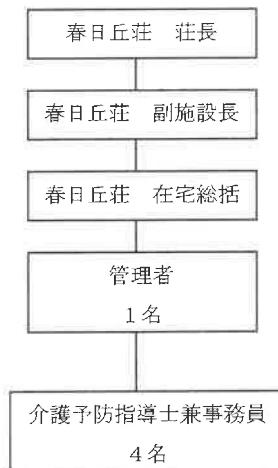 春日丘荘　荘長
春日丘荘　副施設長
春日丘荘　在宅総括
管理者
１名
介護予防指導士兼事務員
４名